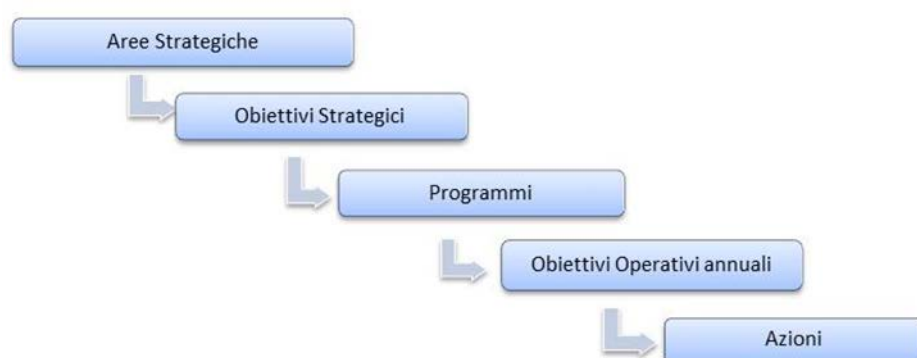 Aree Strategiche
Obiettivi Strategici
Programmi
Obiettivi Operativi annuali
Azioni